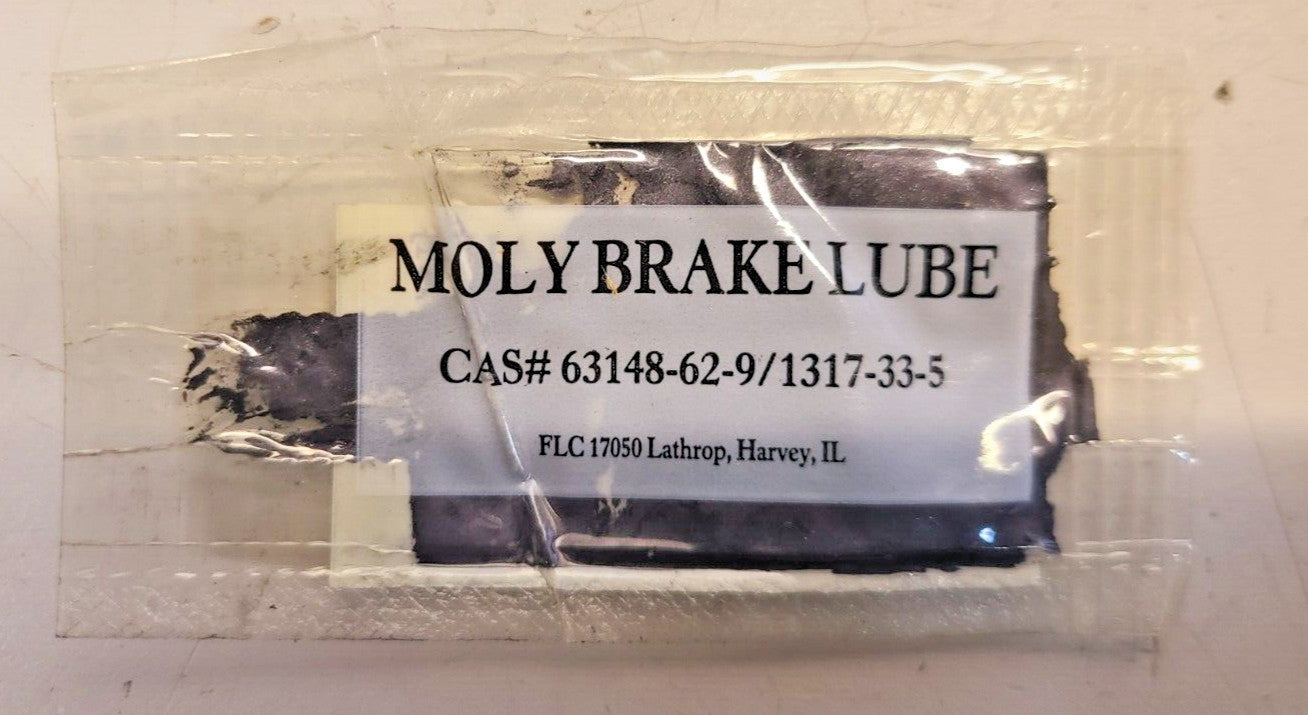 MOLY BRAKE LUBE
CAS# 63148-62-9/1317-33-5
FLC 17050 Lathrop, Harvey, IL